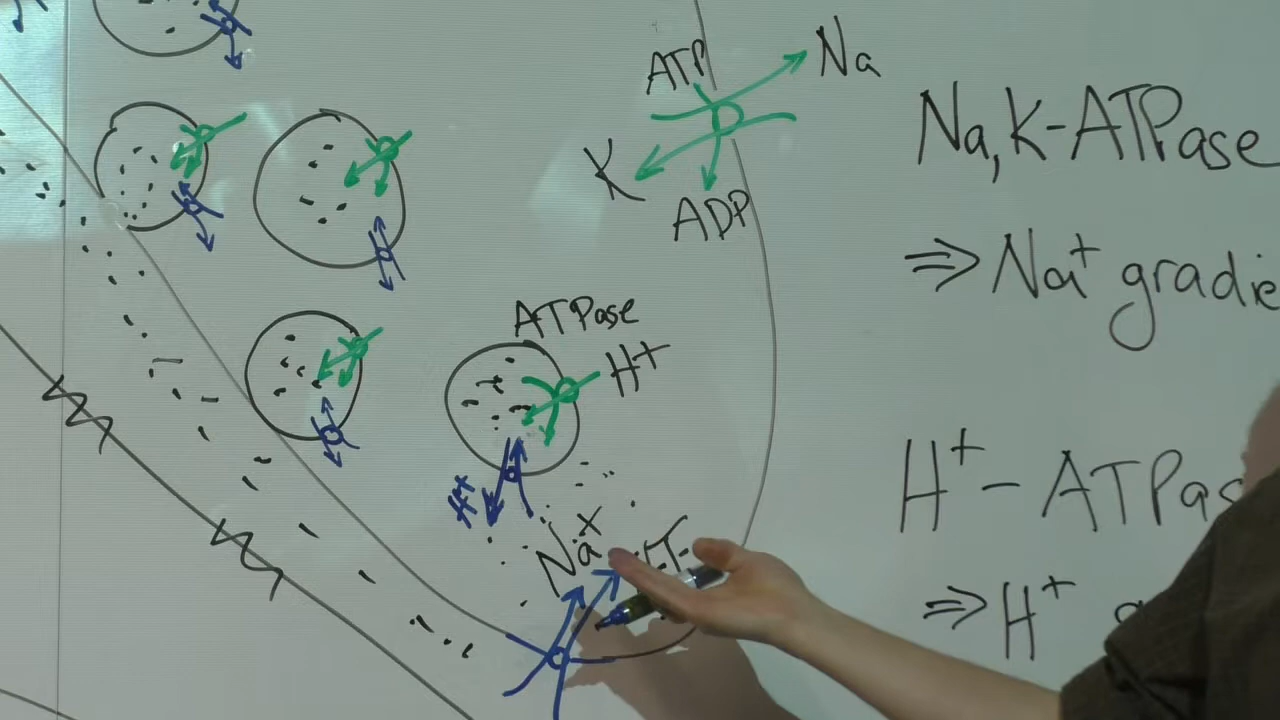 ATP
Na
K
ADP
Na,K-ATPase
⇒ Na⁺ gradie
ATPase
H⁺
H⁺
H⁺-ATPas
Na
⇒ H⁺